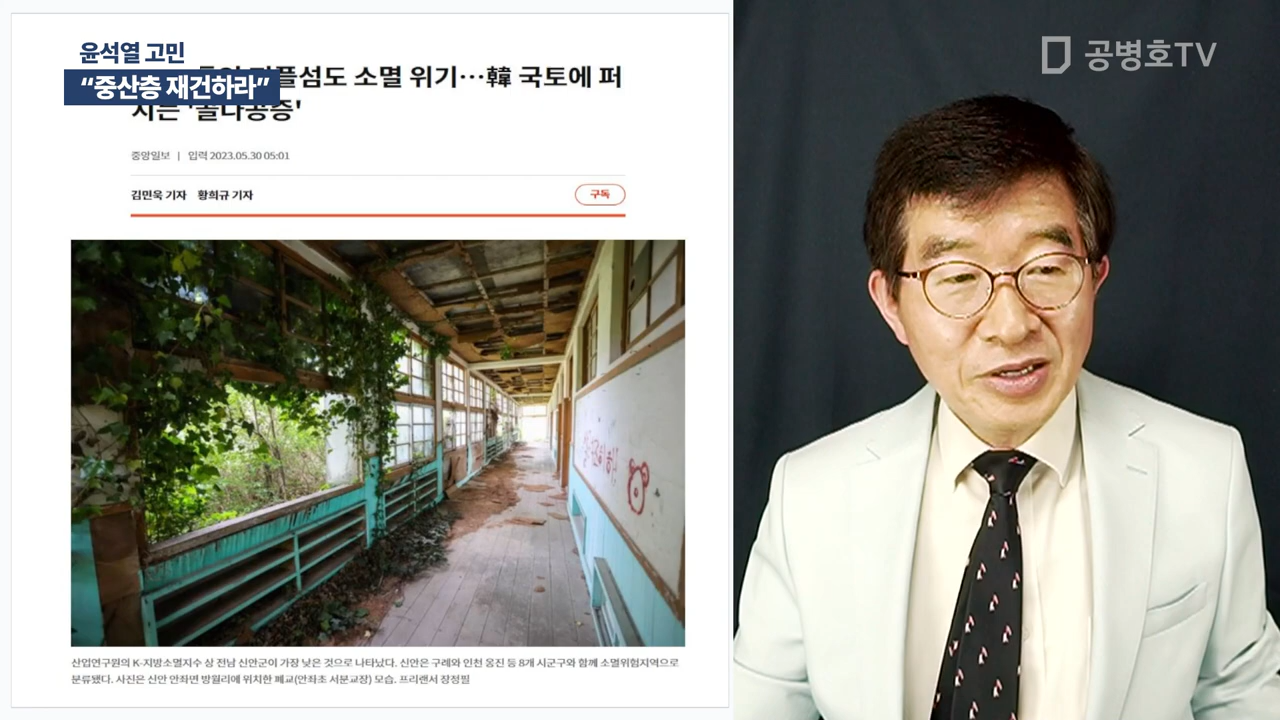 윤석열 고민
“중산층 재건하라”
섬도 소멸 위기…韓 국토에 퍼
중앙일보 | 입력 2023.05.30 05:01
김민욱 기자 황희규 기자
구독
산업연구원의 K-지방소멸지수 상 전남 신안군이 가장 낮은 것으로 나타났다. 신안은 구례와 인천 옹진 등 8개 시군구와 함께 소멸위험지역으로
분류됐다. 사진은 신안 안좌면 방월리에 위치한 폐교(안좌초 서분교장) 모습. 프리랜서 장정필
공병호TV